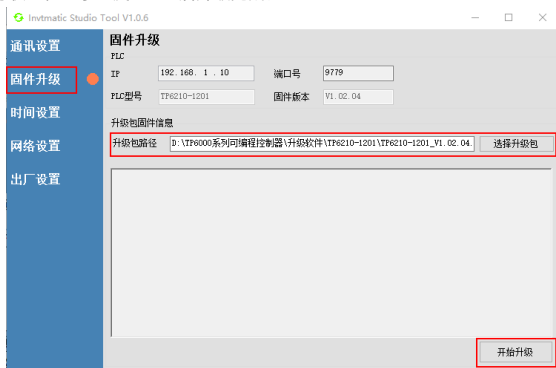 Invtmatic Studio Tool V1.0.6
通讯设置
固件升级
时间设置
网络设置
出厂设置
固件升级
PLC
IP 192.168. 1 . 10 端口号 9779
PLC型号 TP6210-1201 固件版本 V1.02.04
升级包固件信息
升级包路径 D:\TP6000系列可编程控制器\升级软件\TP6210-1201\TP6210-1201_V1.02.04. 选择升级包
开始升级